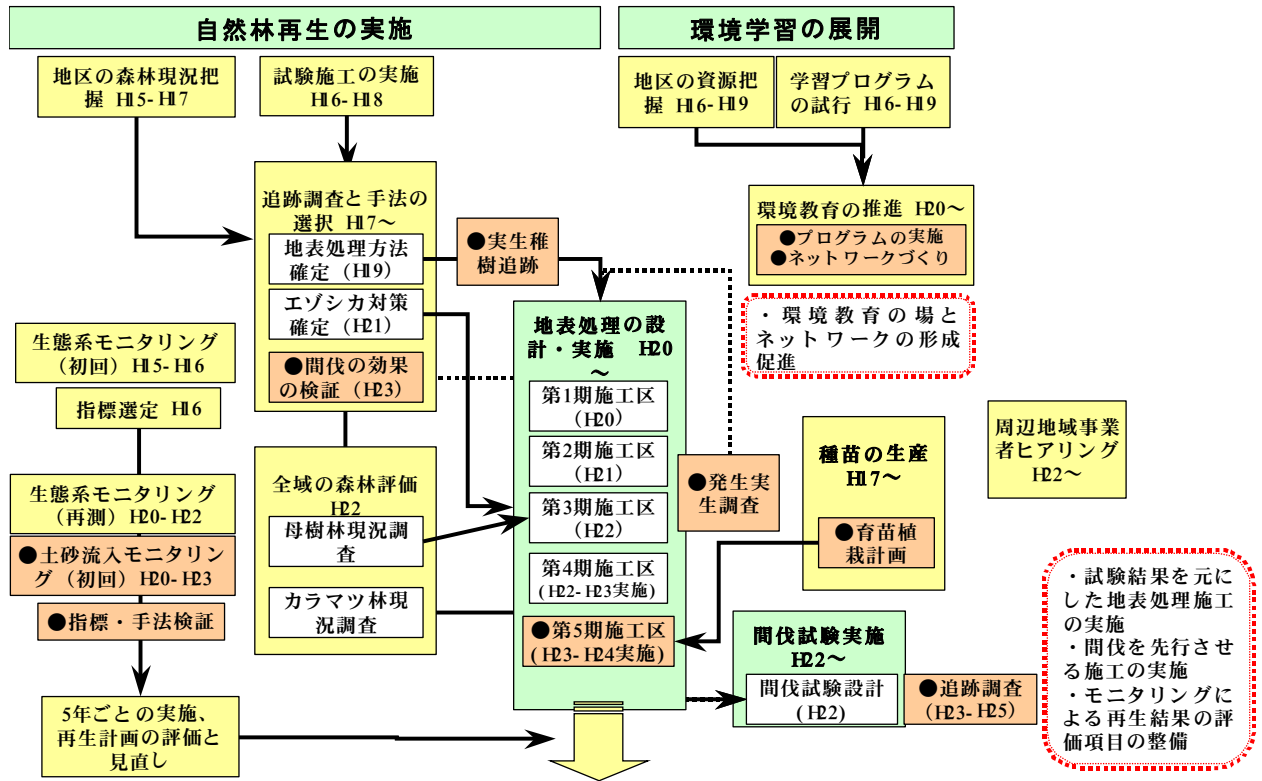 自然林再生の実施
環境学習の展開
地区の森林現況把
握 H15-H17
試験施工の実施
H16-H18
地区の資源把
握 H16-H19
学習プログラム
の試行 H16-H19
追跡調査と手法の
選択 H17～
地表処理方法
確定（H19）
エゾシカ対策
確定（H21）
●間伐の効果
の検証（H23）
●実生稚
樹追跡
環境教育の推進 H20～
●プログラムの実施
●ネットワークづくり
・環境教育の場と
ネットワークの形成
促進
生態系モニタリング
（初回）H15-H16
指標選定 H16
生態系モニタリング
（再測）H20-H22
●土砂流入モニタリン
グ（初回）H20-H23
●指標・手法検証
5年ごとの実施、
再生計画の評価と
見直し
全域の森林評価
H22
母樹林現況調
査
カラマツ林現
況調査
地表処理の設
計・実施 H20
～
第1期施工区
（H20）
第2期施工区
（H21）
第3期施工区
（H22）
第4期施工区
(H22-H23実施)
●第5期施工区
(H23-H24実施)
●発生実
生調査
種苗の生産
H17～
●育苗植
栽計画
周辺地域事業
者ヒアリング
H22～
間伐試験実施
H22～
間伐試験設計
(H22)
●追跡調査
(H23-H25)
・試験結果を元に
した地表処理施工
の実施
・間伐を先行させ
る施工の実施
・モニタリングに
よる再生結果の評
価項目の整備